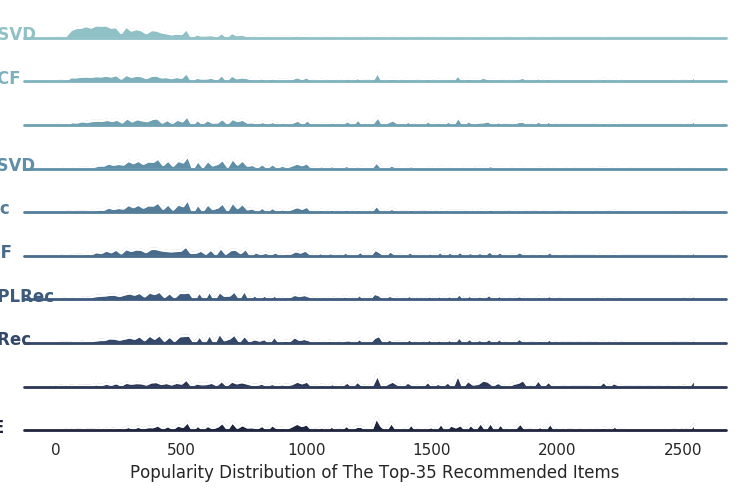 SVD
CF
SVD
c
F
PLRec
Rec
E
0 500 1000 1500 2000 2500
Popularity Distribution of The Top-35 Recommended Items